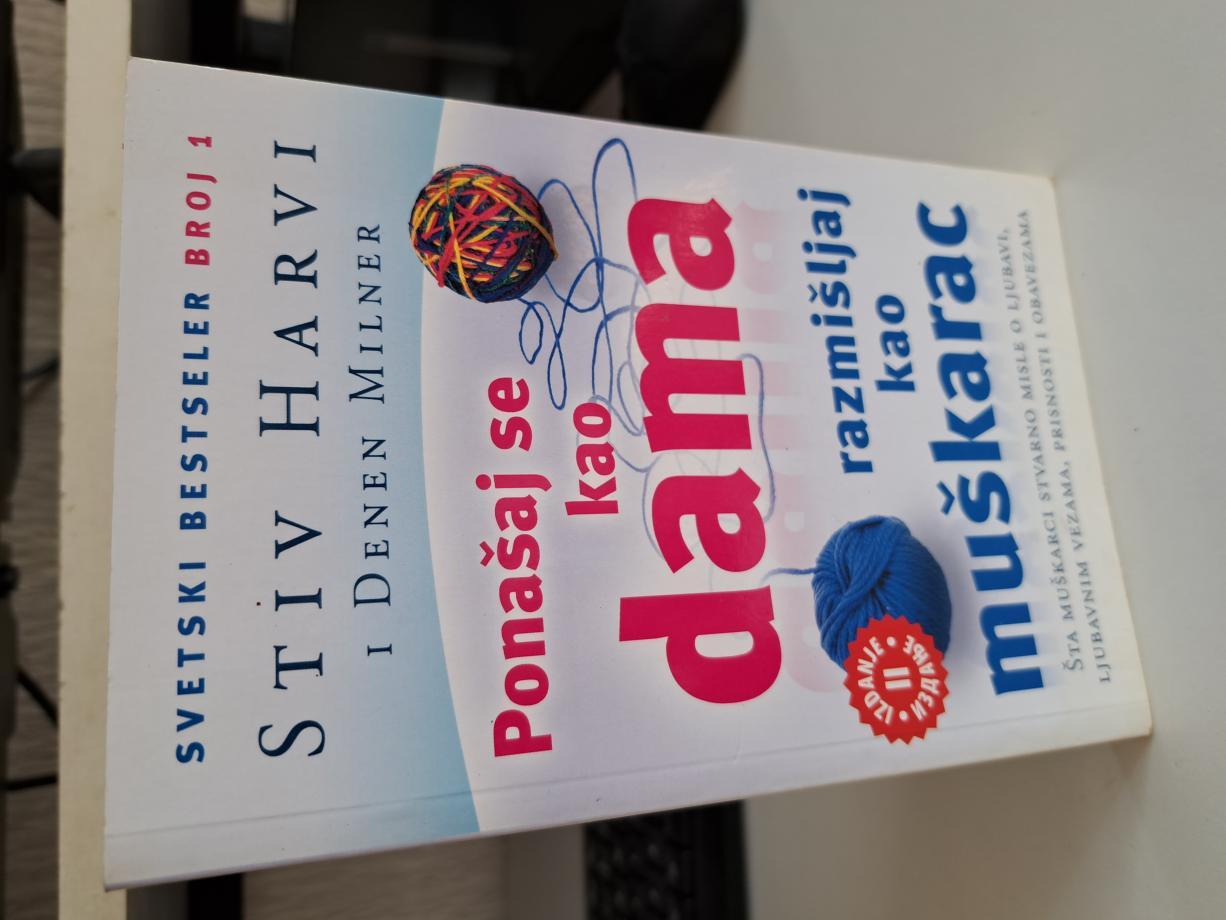 SVETSKI BESTSELER BROJ 1
STIV HARVI
I DENEN MILNER
Ponašaj se
kao
dama
razmišljaj
kao
muškarac
IZDANJE
II
ИЗДАЊЕ
ŠTA MUŠKARCI STVARNO MISLE O LJUBAVI,
LJUBAVNIM VEZAMA, PRISNOSTI I OBAVEZAMA